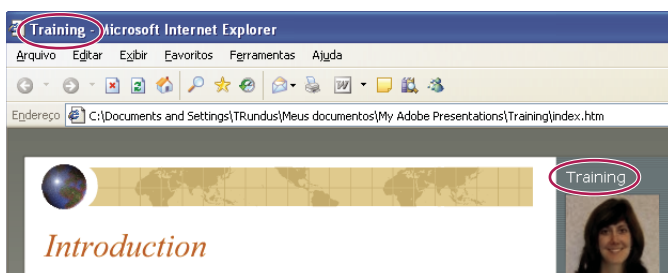 Training - Microsoft Internet Explorer
Arquivo Editar Exibir Favoritos Ferramentas Ajuda
Endereço C:\Documents and Settings\TRundus\Meus documentos\My Adobe Presentations\Training\index.htm
Training
Introduction